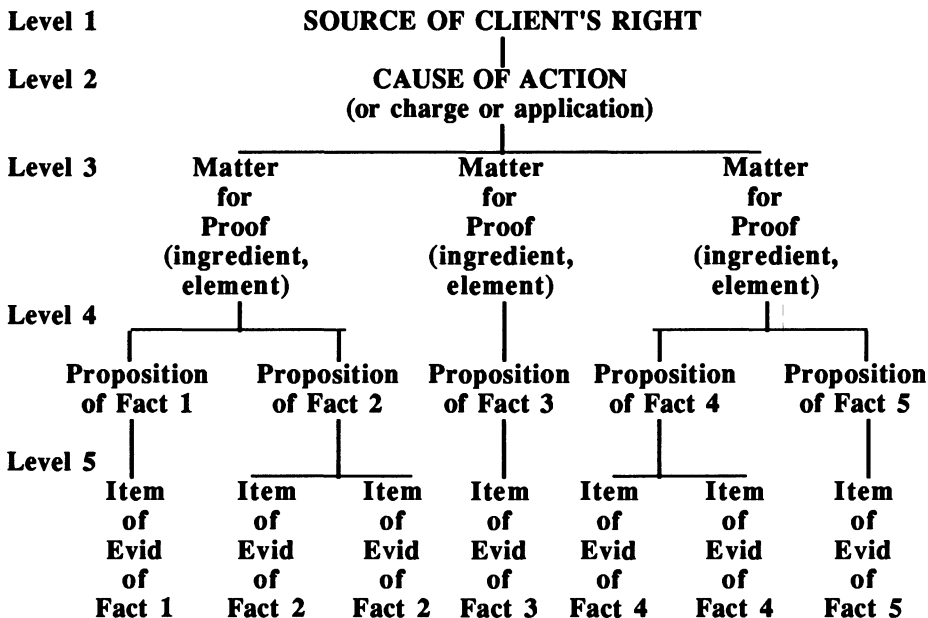 Level 1 SOURCE OF CLIENT'S RIGHT
Level 2 CAUSE OF ACTION
(or charge or application)
Level 3 Matter Matter Matter
for for for
Proof Proof Proof
(ingredient, (ingredient, (ingredient,
element) element) element)
Level 4
Proposition Proposition Proposition Proposition Proposition
of Fact 1 of Fact 2 of Fact 3 of Fact 4 of Fact 5
Level 5
Item Item Item Item Item Item Item
of of of of of of of
Evid Evid Evid Evid Evid Evid Evid
of of of of of of of
Fact 1 Fact 2 Fact 2 Fact 3 Fact 4 Fact 4 Fact 5